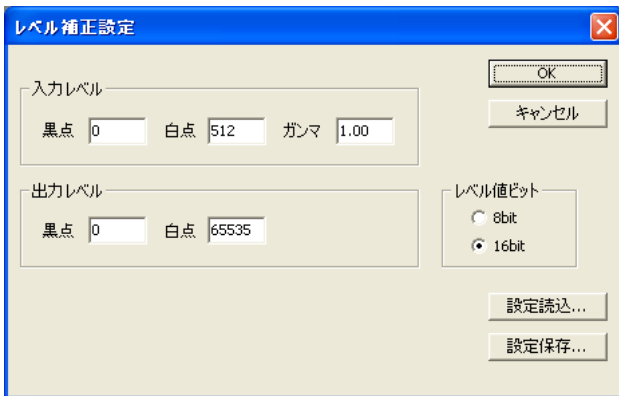 レベル補正設定
OK
入力レベル
黒点 0 白点 512 ガンマ 1.00
キャンセル
出力レベル
黒点 0 白点 65535
レベル値ビット
8bit
16bit
設定読込...
設定保存...